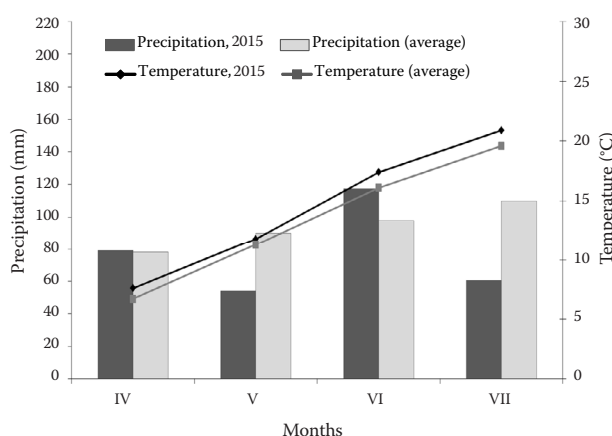 220
200
180
160
140
120
100
80
60
40
20
0
Precipitation (mm)
Precipitation, 2015
Precipitation (average)
Temperature, 2015
Temperature (average)
30
25
20
15
10
5
0
Temperature (°C)
IV
V
VI
VII
Months